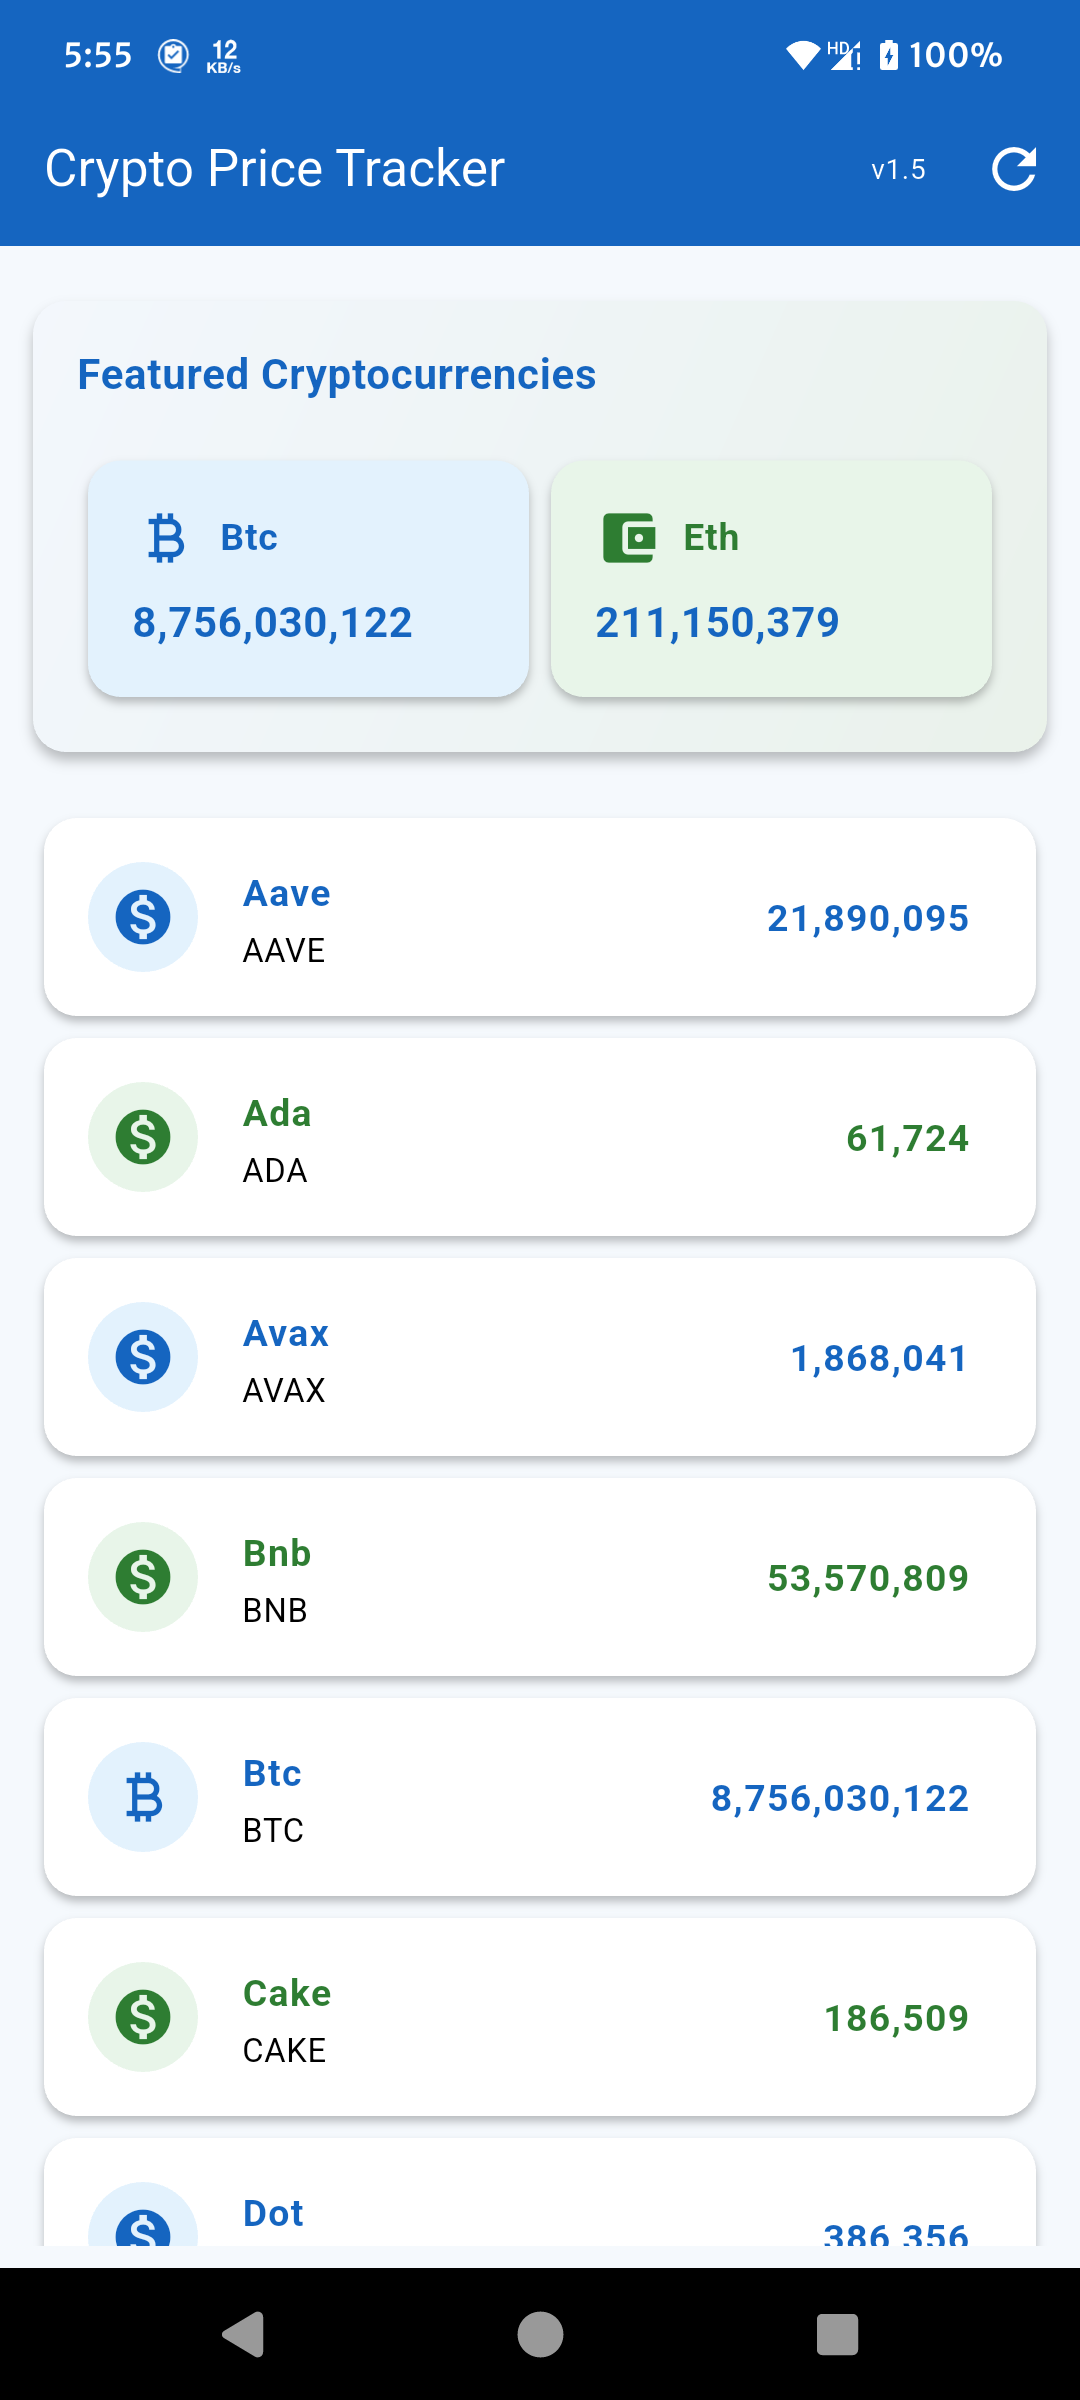 5:55 12 KB/s HD 100%
Crypto Price Tracker v1.5
Featured Cryptocurrencies
Btc
8,756,030,122
Eth
211,150,379
Aave
AAVE
21,890,095
Ada
ADA
61,724
Avax
AVAX
1,868,041
Bnb
BNB
53,570,809
Btc
BTC
8,756,030,122
Cake
CAKE
186,509
Dot
386,356